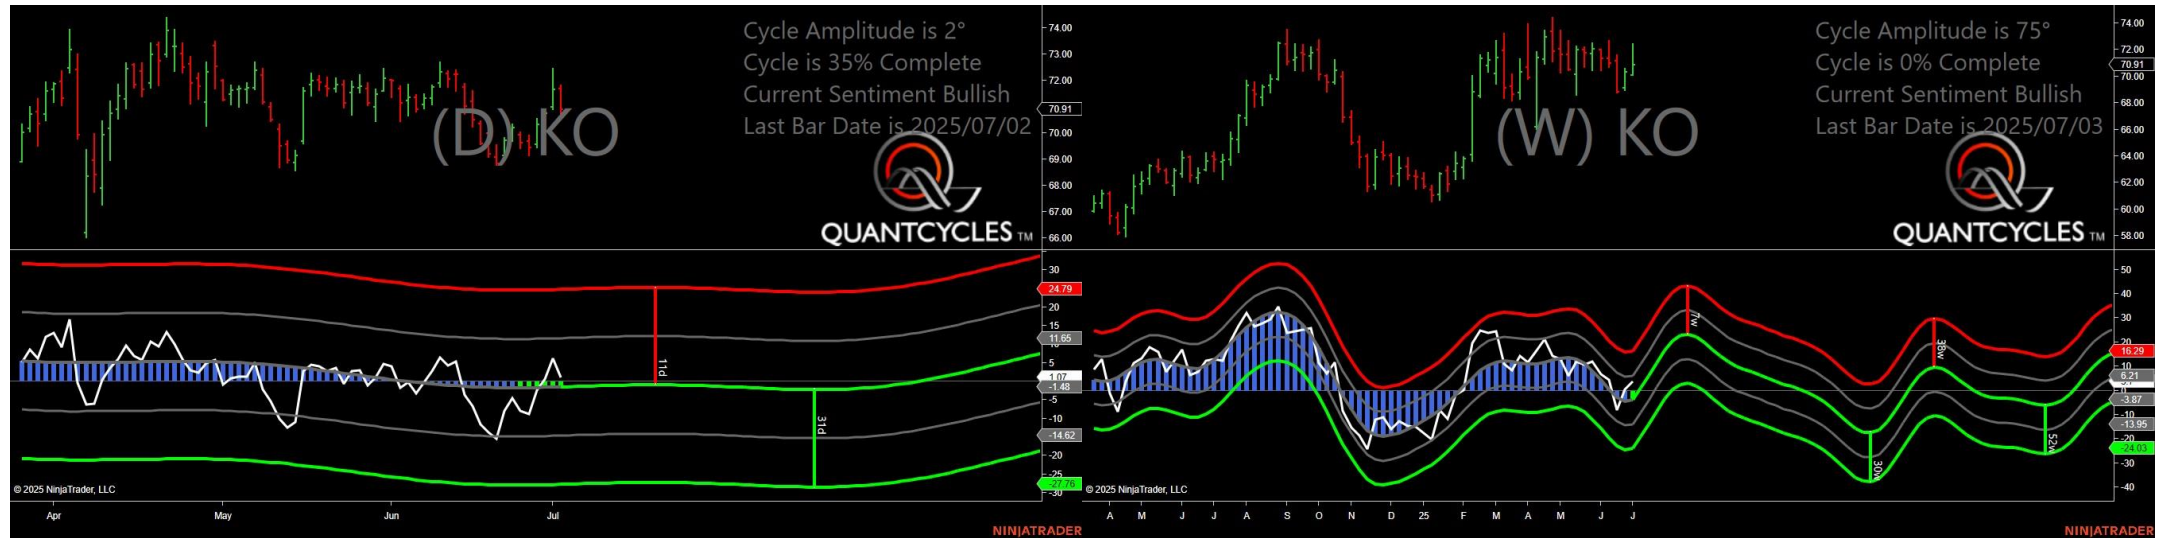 Cycle Amplitude is 2°
Cycle is 35% Complete
Current Sentiment Bullish
Last Bar Date is 2025/07/02
(D) KO
QUANTCYCLES TM
74.00
73.00
72.00
70.91
70.00
69.00
68.00
67.00
66.00
30
24.79
20
15
11.65
5
1.07
-1.48
-5
-10
-14.62
-20
-25
-27.76
-30
11d
31d
© 2025 NinjaTrader, LLC
Apr May Jun Jul
NINJATRADER
Cycle Amplitude is 75°
Cycle is 0% Complete
Current Sentiment Bullish
Last Bar Date is 2025/07/03
(W) KO
QUANTCYCLES TM
74.00
72.00
70.91
70.00
68.00
66.00
64.00
62.00
60.00
58.00
50
40
30
20
16.29
10
6.21
-3.87
-10
-13.95
-20
-24.03
-30
-40
7w
30w
38w
52w
© 2025 NinjaTrader, LLC
A M J J A S O N D 25 F M A M J J
NINJATRADER